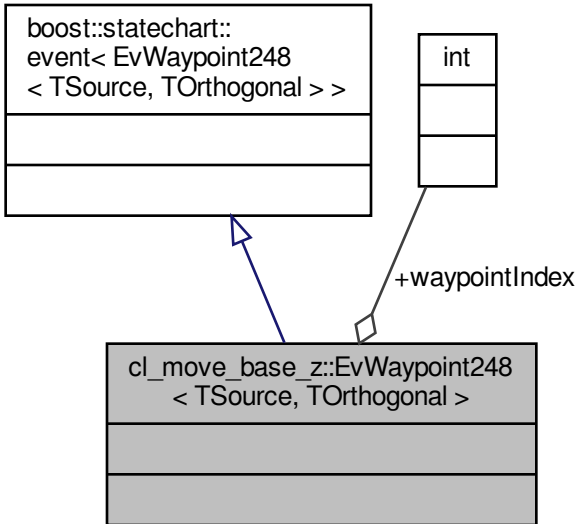 boost::statechart::
event< EvWaypoint248
< TSource, TOrthogonal > >
int
+waypointIndex
cl_move_base_z::EvWaypoint248
< TSource, TOrthogonal >